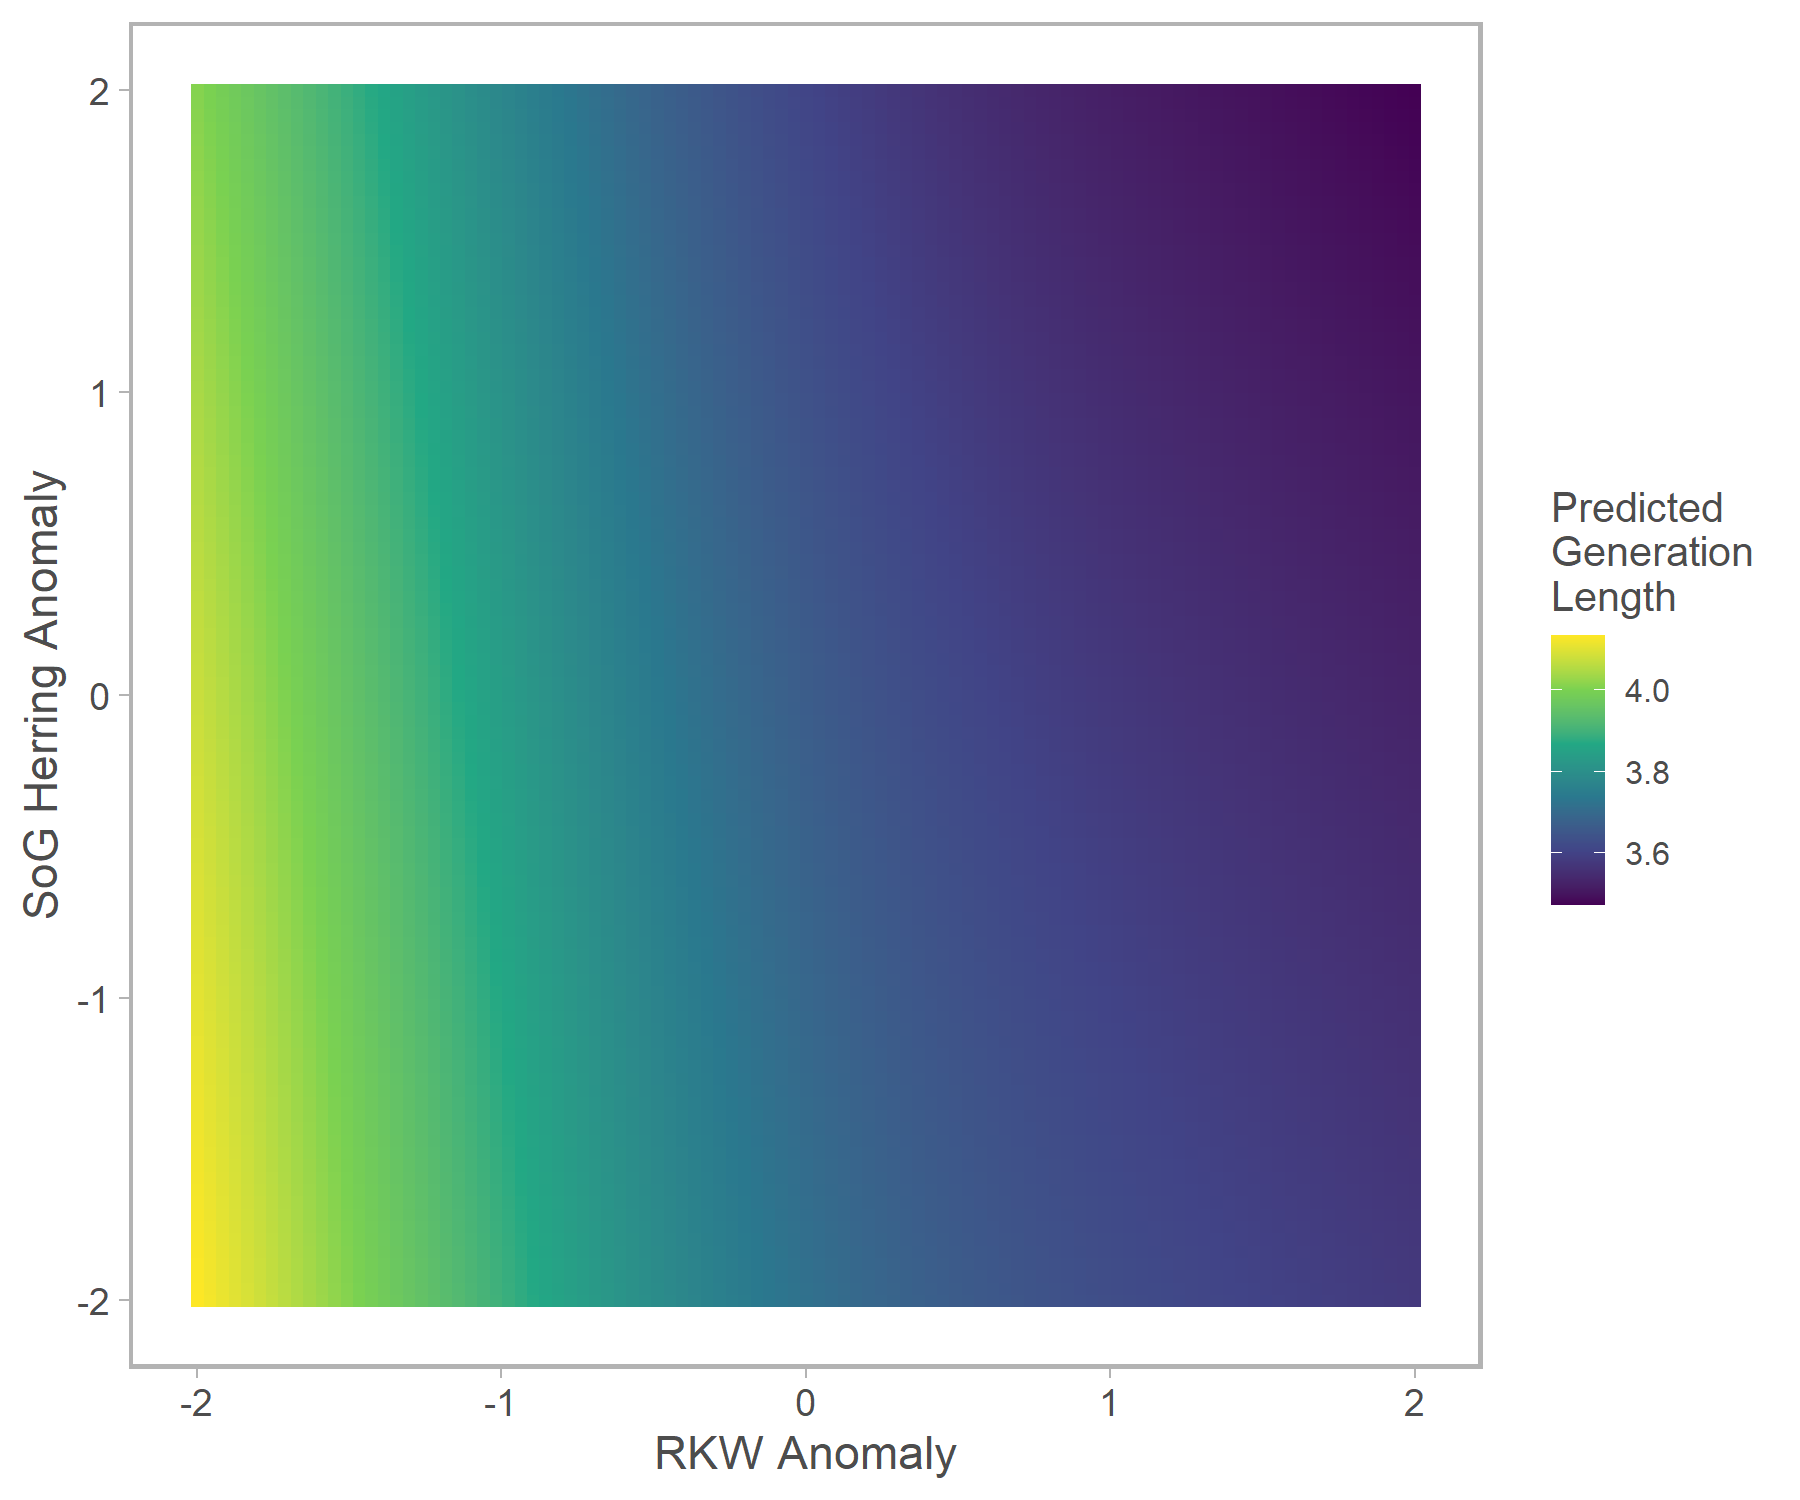 2
1
0
-1
-2
SoG Herring Anomaly
-2
-1
0
1
2
RKW Anomaly
Predicted
Generation
Length
4.0
3.8
3.6